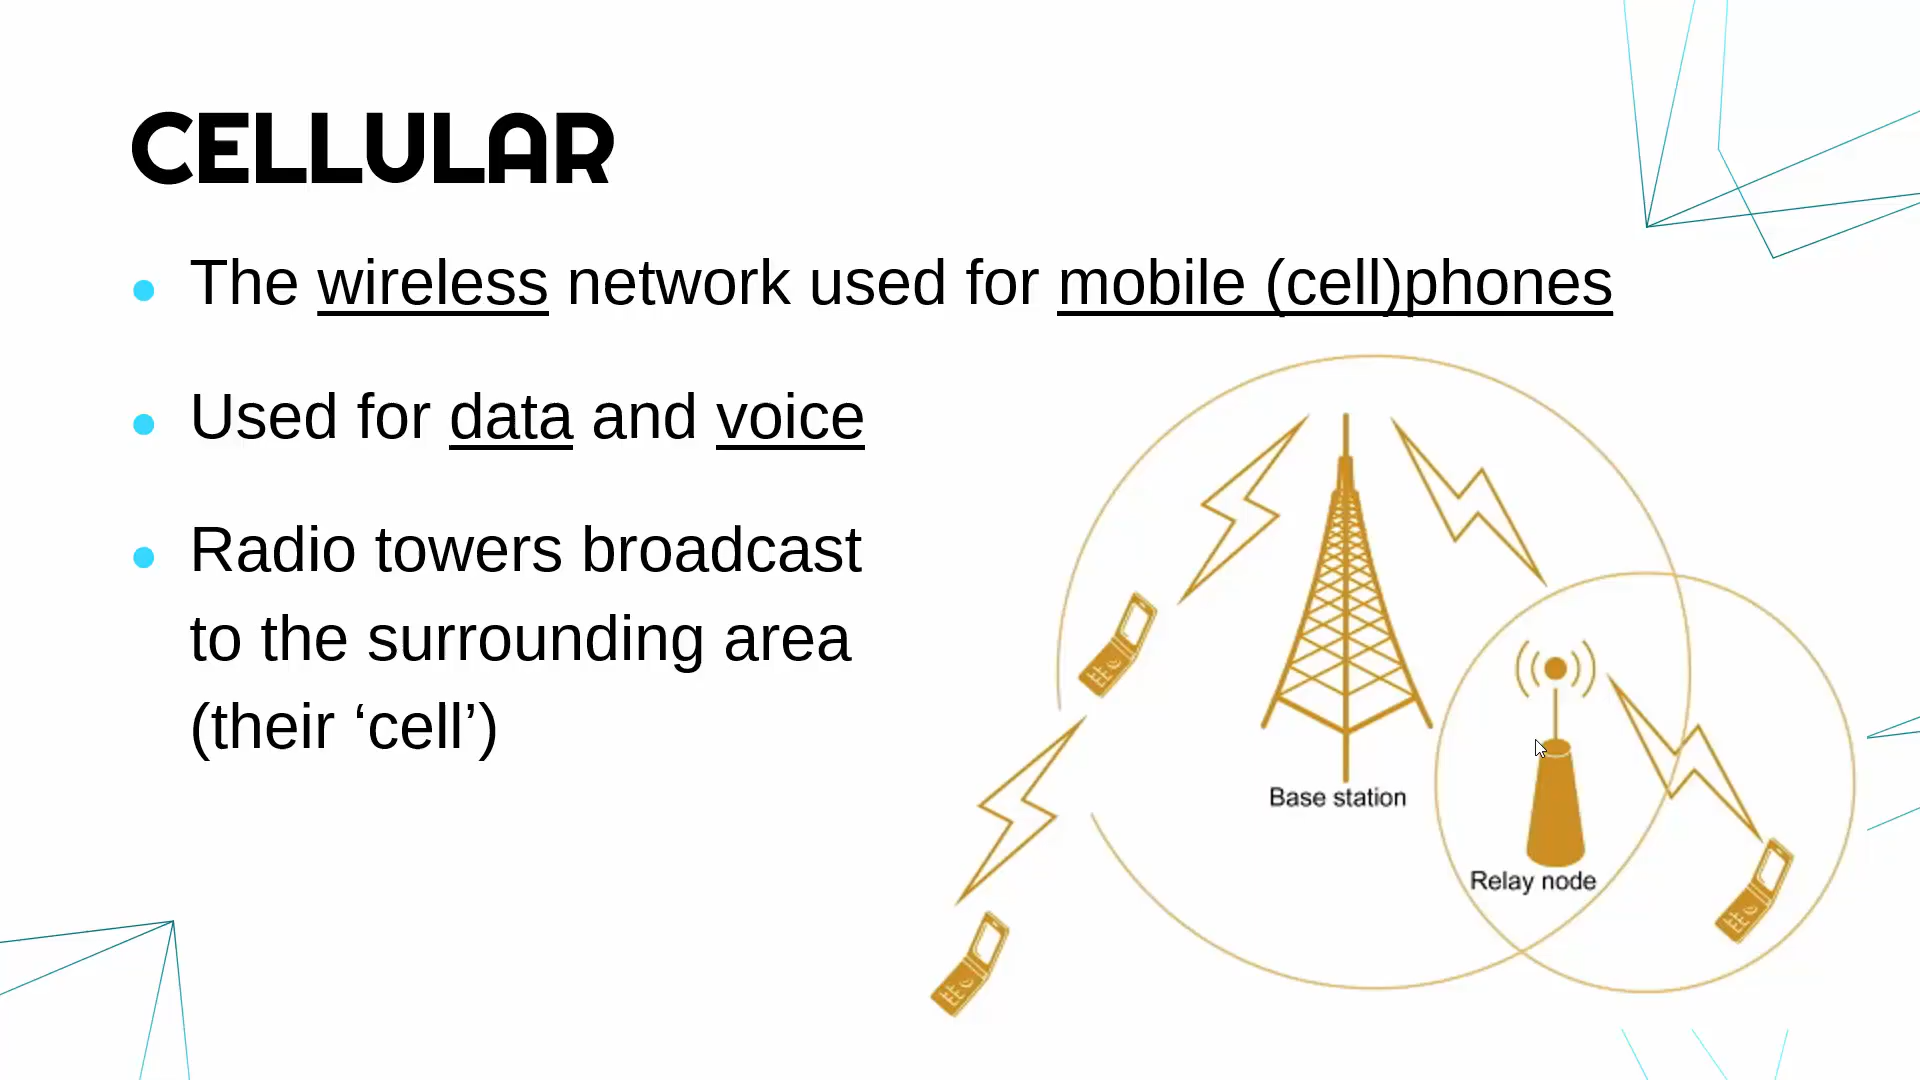 CELLULAR
The wireless network used for mobile (cell)phones
Used for data and voice
Radio towers broadcast
to the surrounding area
(their ‘cell’)
Base station
Relay node